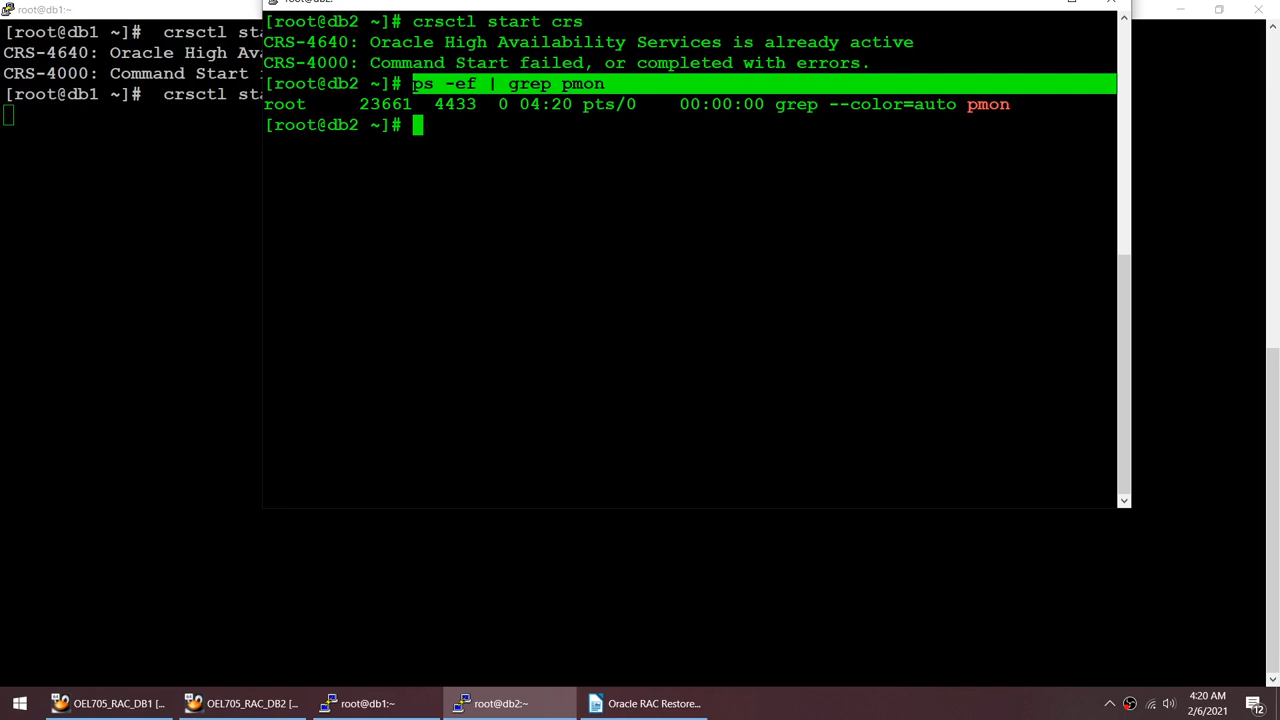 root@db1:~
[root@db1 ~]#  crsctl sta
CRS-4640: Oracle High Ava
CRS-4000: Command Start f
[root@db1 ~]#  crsctl sta
root@db2:~
[root@db2 ~]# crsctl start crs
CRS-4640: Oracle High Availability Services is already active
CRS-4000: Command Start failed, or completed with errors.
[root@db2 ~]# ps -ef | grep pmon
root     23661  4433  0 04:20 pts/0    00:00:00 grep --color=auto pmon
[root@db2 ~]#
OEL705_RAC_DB1 [...
OEL705_RAC_DB2 [...
root@db1:~
root@db2:~
Oracle RAC Restore...
4:20 AM
2/6/2021
12